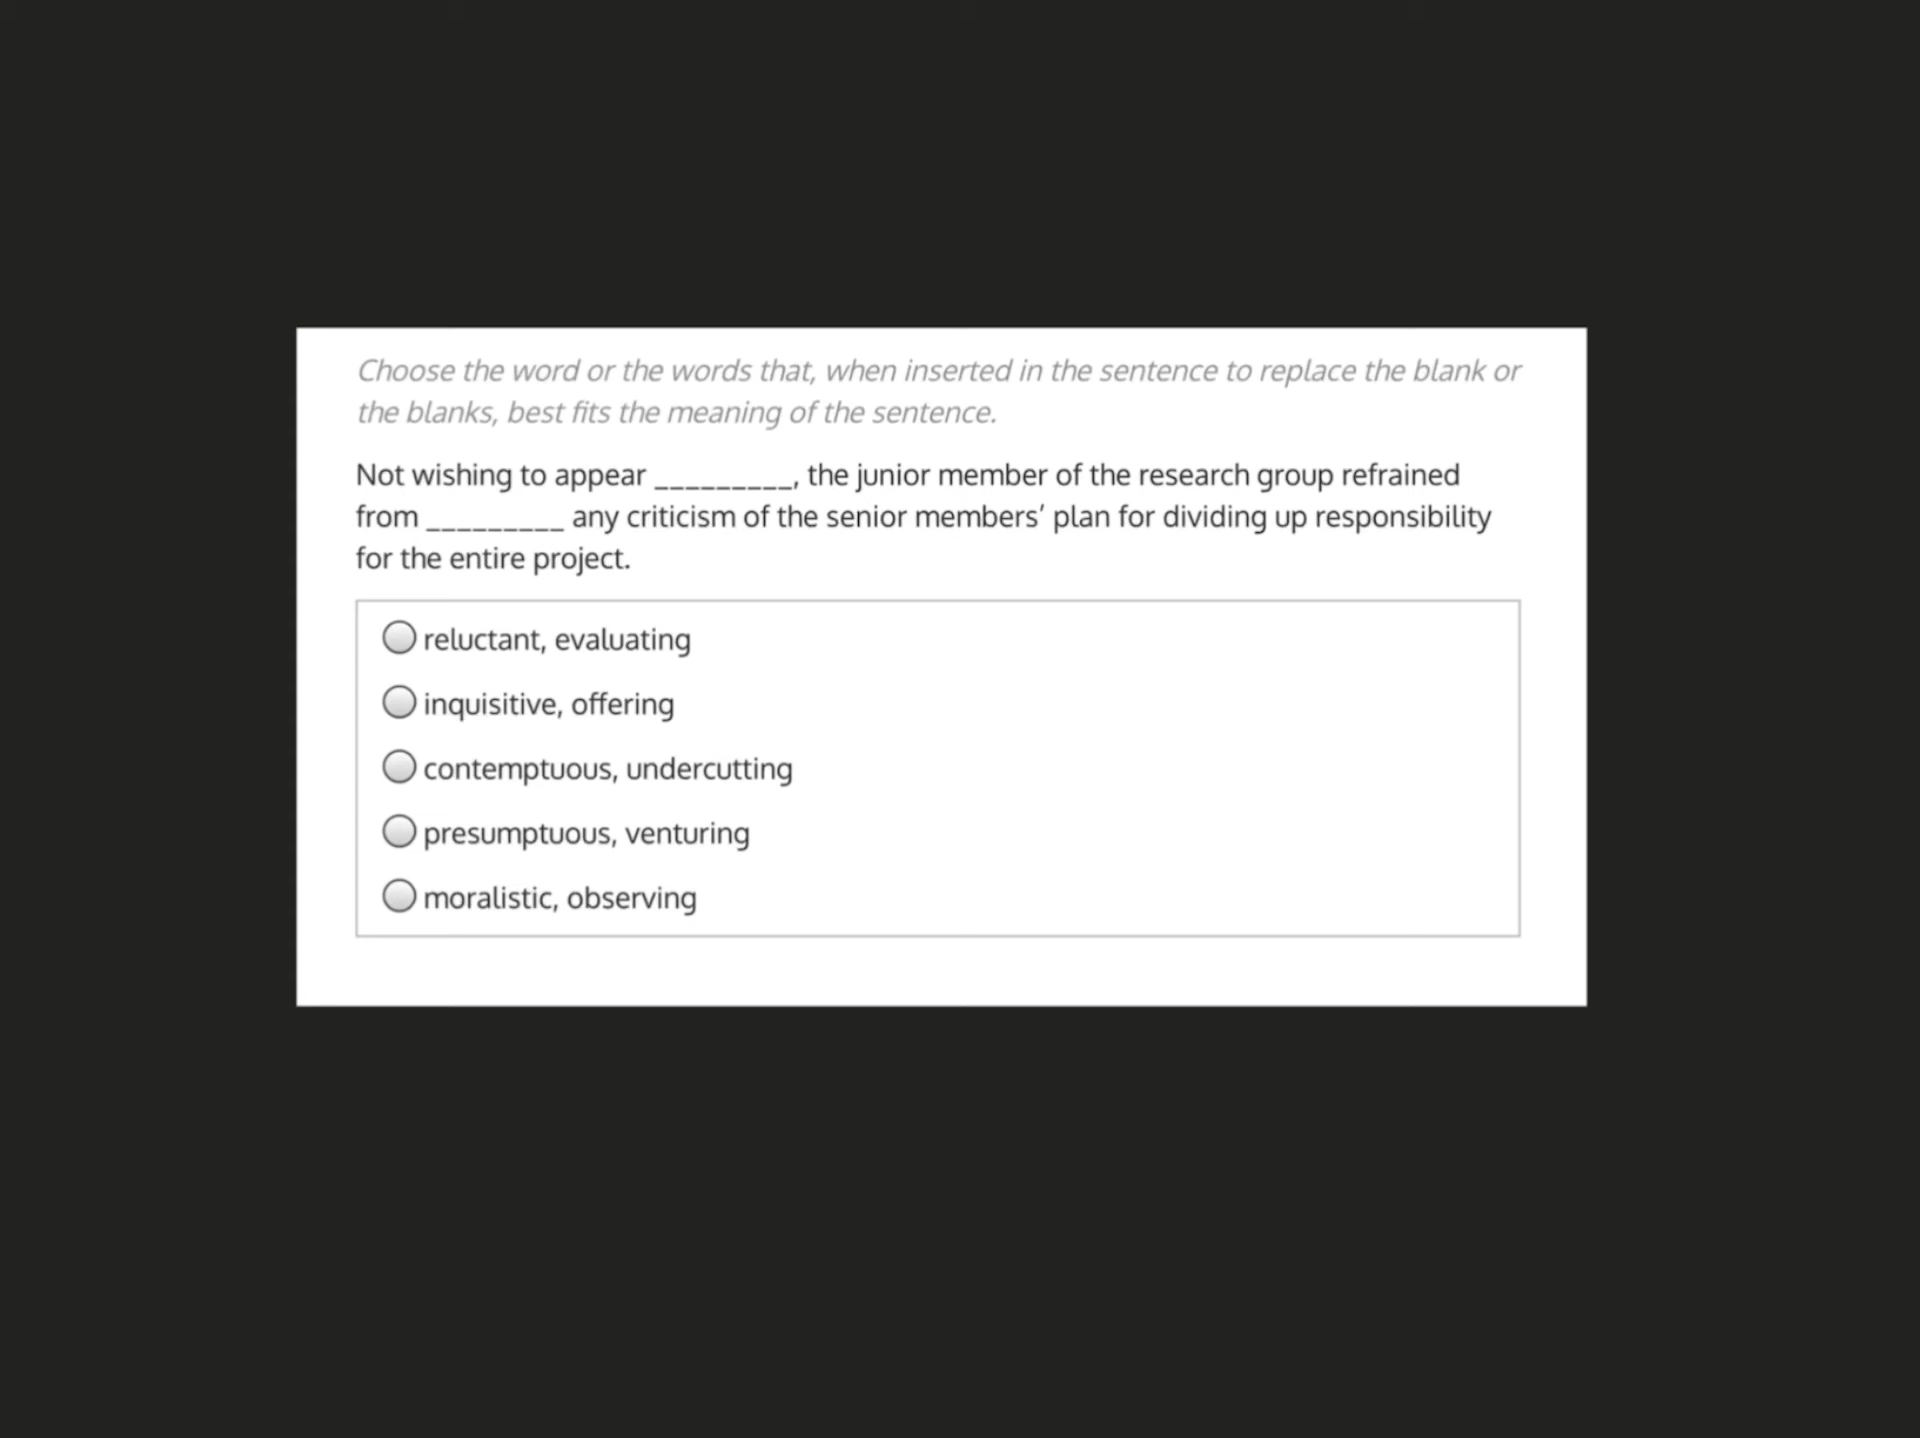 Choose the word or the words that, when inserted in the sentence to replace the blank or
the blanks, best fits the meaning of the sentence.
Not wishing to appear _________, the junior member of the research group refrained
from _________ any criticism of the senior members’ plan for dividing up responsibility
for the entire project.
reluctant, evaluating
inquisitive, offering
contemptuous, undercutting
presumptuous, venturing
moralistic, observing